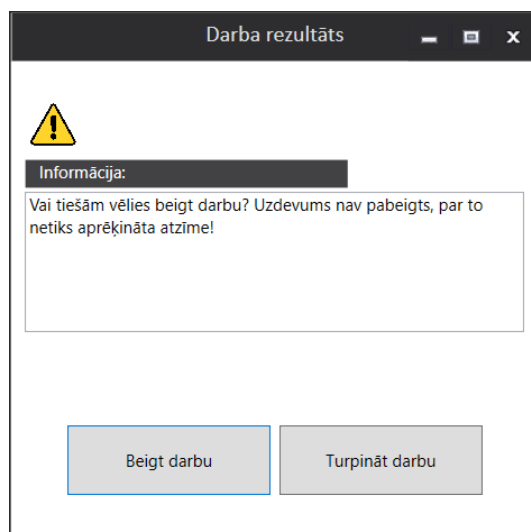 Darba rezultāts
Informācija:
Vai tiešām vēlies beigt darbu? Uzdevums nav pabeigts, par to
netiks aprēķināta atzīme!
Beigt darbu
Turpināt darbu